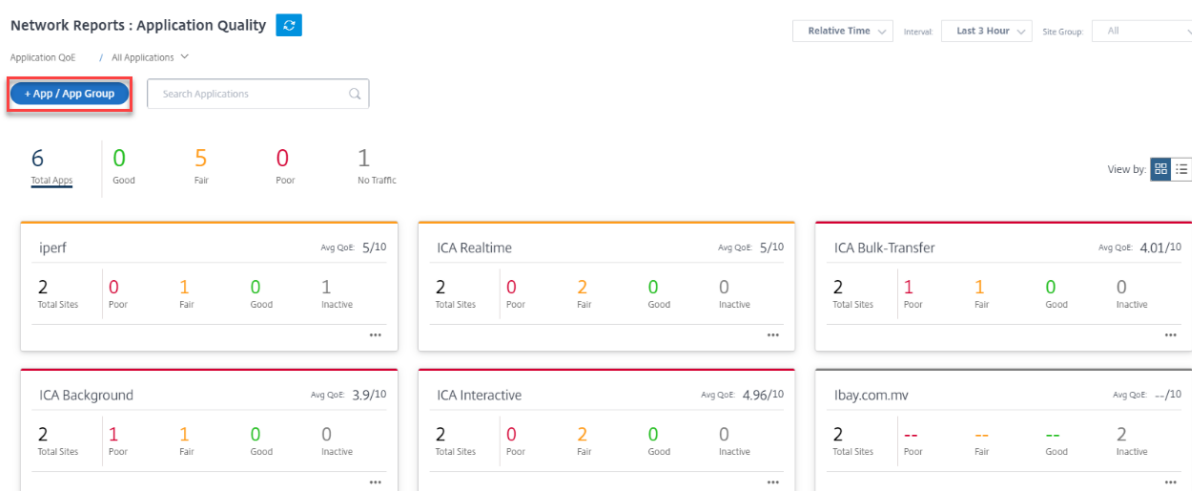 Network Reports : Application Quality
Relative Time Interval: Last 3 Hour Site Group: All
Application QoE / All Applications
+ App / App Group Search Applications
6 0 5 0 1
Total Apps Good Fair Poor No Traffic
View by:
iperf Avg QoE: 5/10
2 0 1 0 1
Total Sites Poor Fair Good Inactive
ICA Realtime Avg QoE: 5/10
2 0 2 0 0
Total Sites Poor Fair Good Inactive
ICA Bulk-Transfer Avg QoE: 4.01/10
2 1 1 0 0
Total Sites Poor Fair Good Inactive
ICA Background Avg QoE: 3.9/10
2 1 1 0 0
Total Sites Poor Fair Good Inactive
ICA Interactive Avg QoE: 4.96/10
2 0 2 0 0
Total Sites Poor Fair Good Inactive
Ibay.com.mv Avg QoE: --/10
2 -- -- -- 2
Total Sites Poor Fair Good Inactive